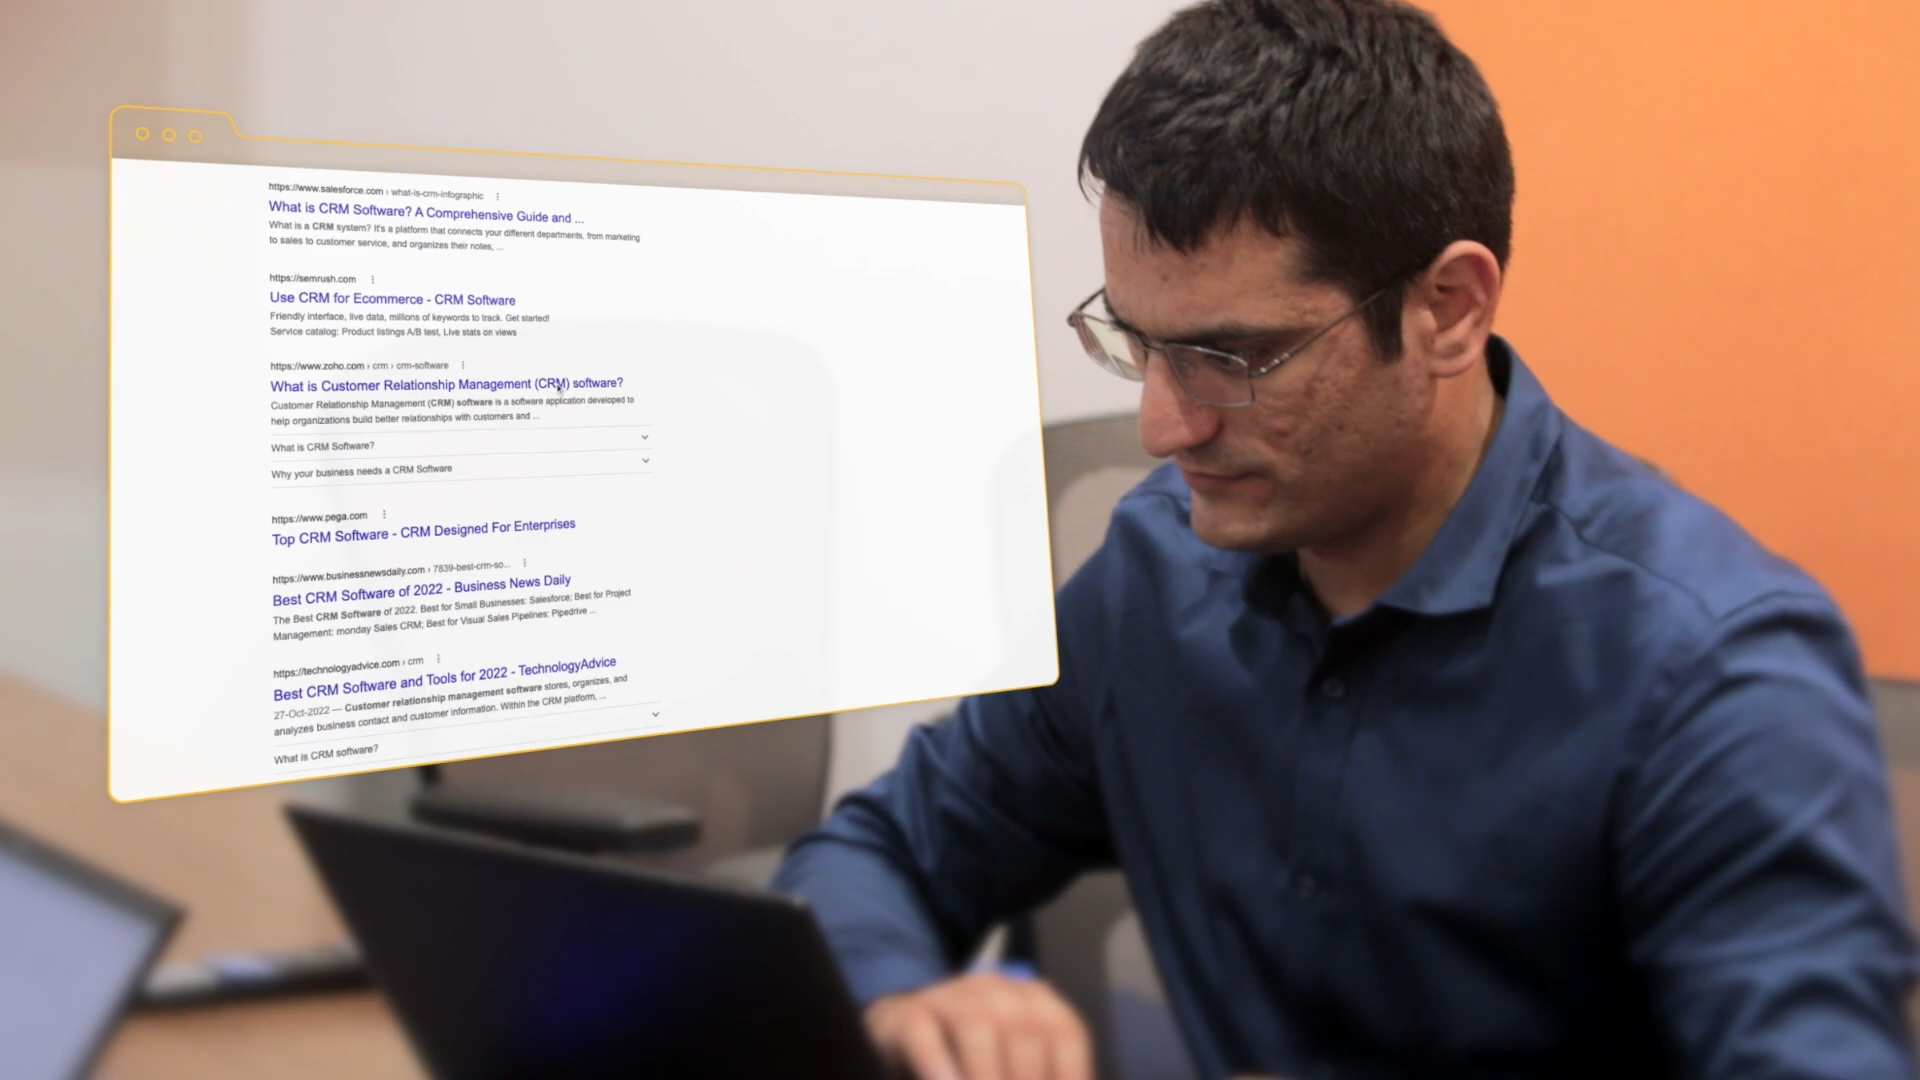 https://www.salesforce.com › what-is-crm-infographic
What is CRM Software? A Comprehensive Guide and ...
What is a CRM system? It's a platform that connects your different departments, from marketing
to sales to customer service, and organizes their notes, ...
https://semrush.com
Use CRM for Ecommerce - CRM Software
Friendly interface, live data, millions of keywords to track. Get started!
Service catalog: Product listings A/B test, Live stats on views
https://www.zoho.com › crm › crm-software
What is Customer Relationship Management (CRM) software?
Customer Relationship Management (CRM) software is a software application developed to
help organizations build better relationships with customers and ...
What is CRM Software?
Why your business needs a CRM Software
https://www.pega.com
Top CRM Software - CRM Designed For Enterprises
https://www.businessnewsdaily.com › 7839-best-crm-so...
Best CRM Software of 2022 - Business News Daily
The Best CRM Software of 2022. Best for Small Businesses: Salesforce; Best for Project
Management: monday Sales CRM; Best for Visual Sales Pipelines: Pipedrive ...
https://technologyadvice.com › crm
Best CRM Software and Tools for 2022 - TechnologyAdvice
27-Oct-2022 — Customer relationship management software stores, organizes, and
analyzes business contact and customer information. Within the CRM platform, ...
What is CRM software?